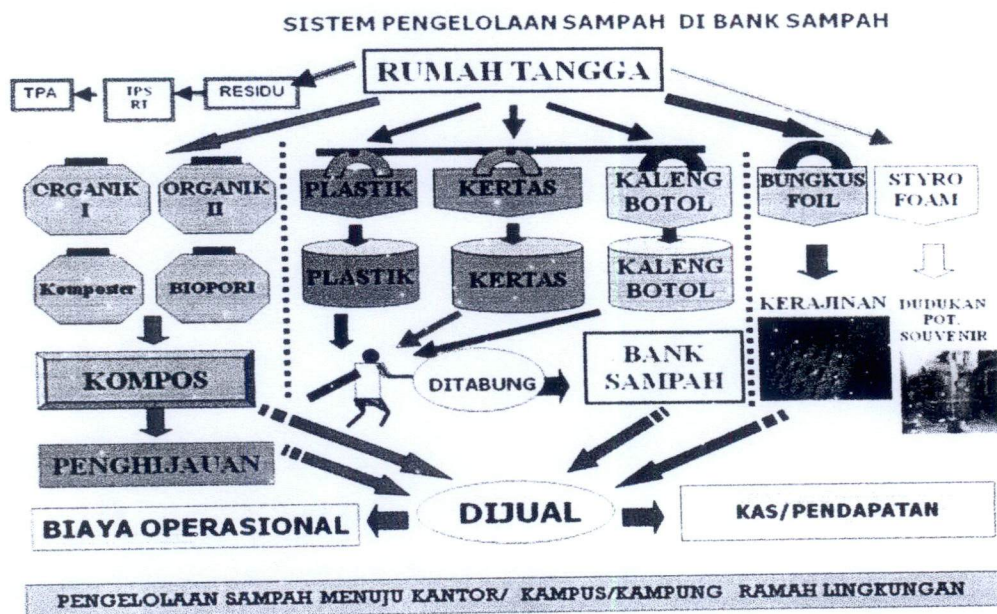 SISTEM PENGELOLAAN SAMPAH DI BANK SAMPAH
RUMAH TANGGA
TPA
TPS
RT
RESIDU
ORGANIK
I
ORGANIK
II
PLASTIK
KERTAS
KALENG
BOTOL
BUNGKUS
FOIL
STYRO
FOAM
Komposter
BIOPORI
PLASTIK
KERTAS
KALENG
BOTOL
KERAJINAN
DUDUKAN
POT.
SOUVENIR
KOMPOS
DITABUNG
BANK
SAMPAH
PENGHIJAUAN
BIAYA OPERASIONAL
DIJUAL
KAS/PENDAPATAN
PENGELOLAAN SAMPAH MENUJU KANTOR/ KAMPUS/KAMPUNG RAMAH LINGKUNGAN